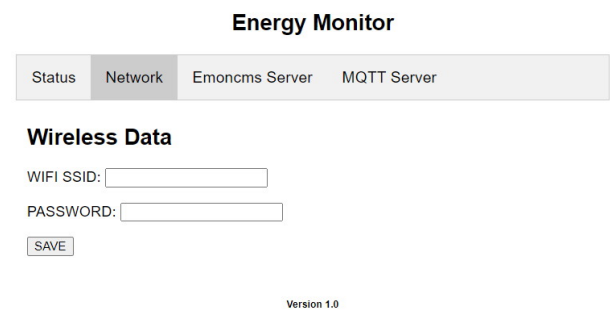 Energy Monitor
Status Network Emoncms Server MQTT Server
Wireless Data
WIFI SSID:
PASSWORD:
SAVE
Version 1.0